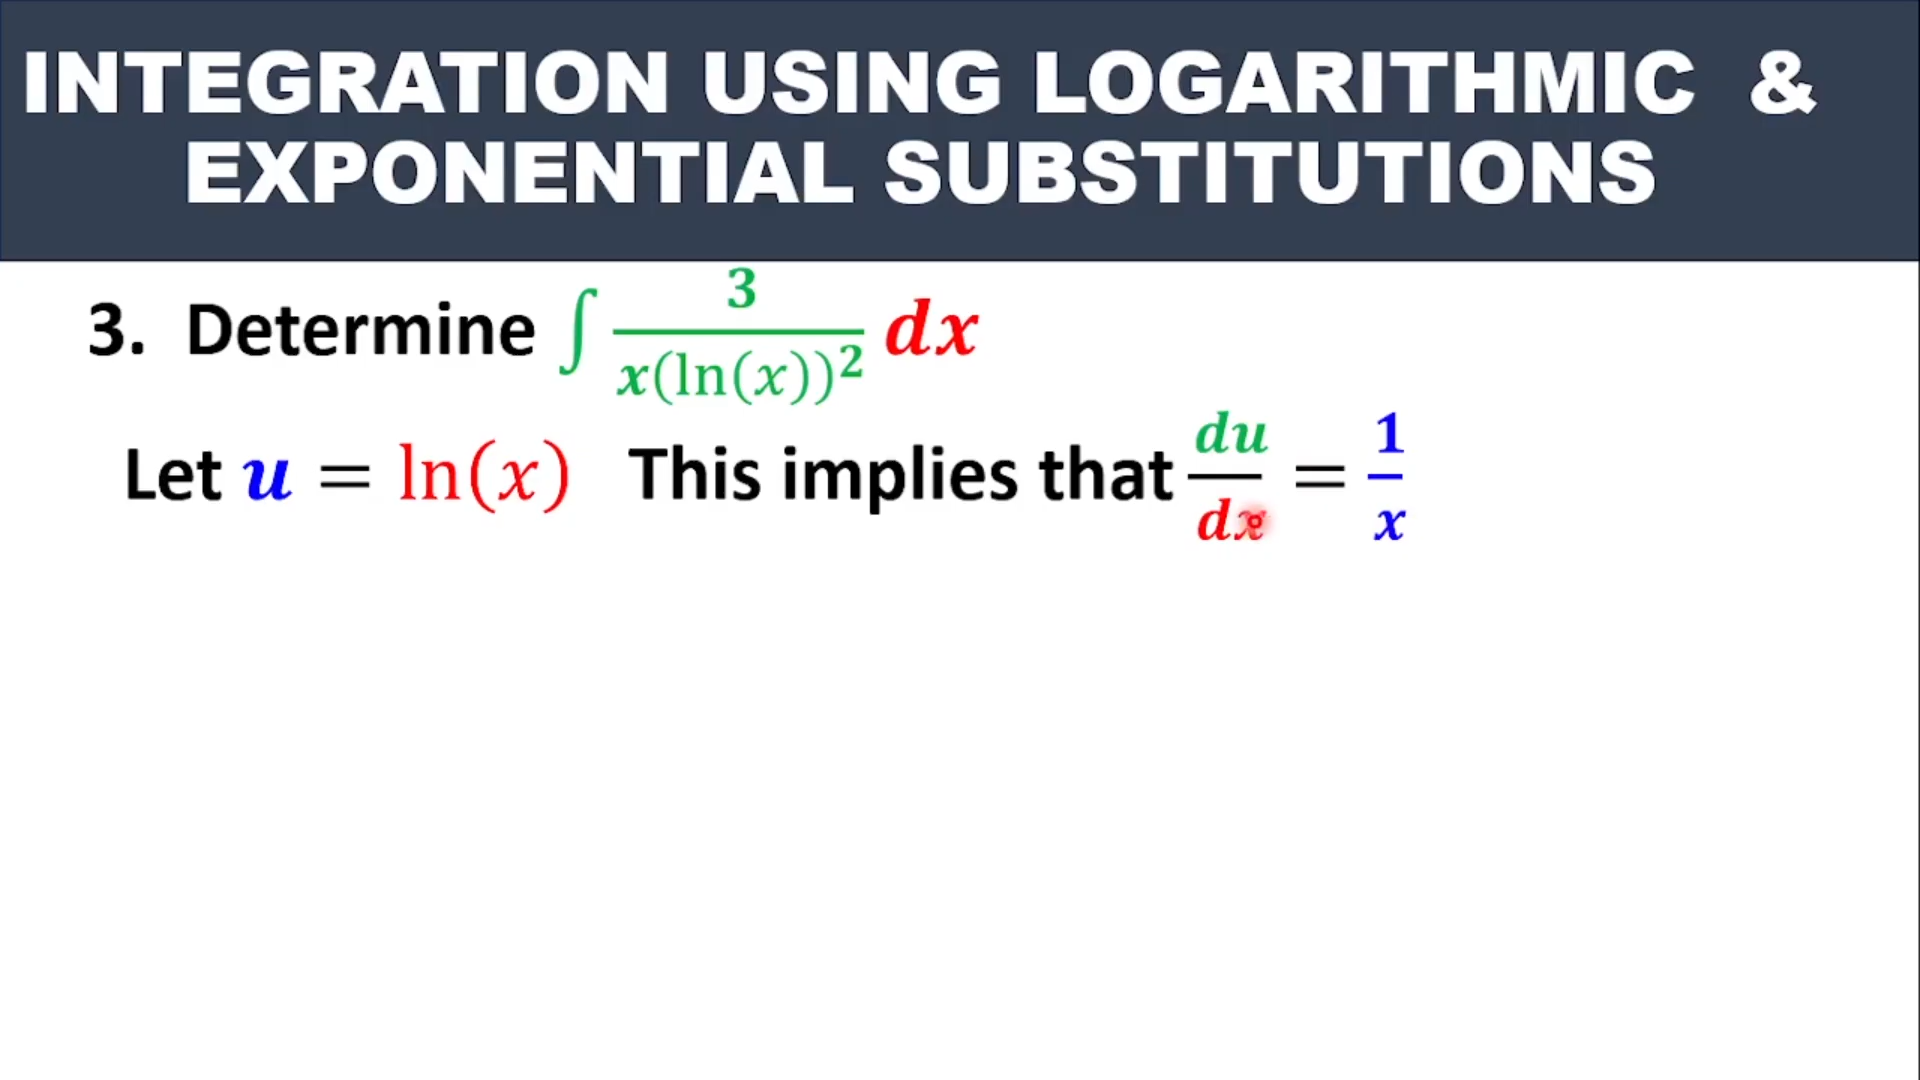 INTEGRATION USING LOGARITHMIC &
EXPONENTIAL SUBSTITUTIONS
3. Determine ∫ 3/(x(ln(x))²) dx
Let u = ln(x) This implies that du/dx = 1/x